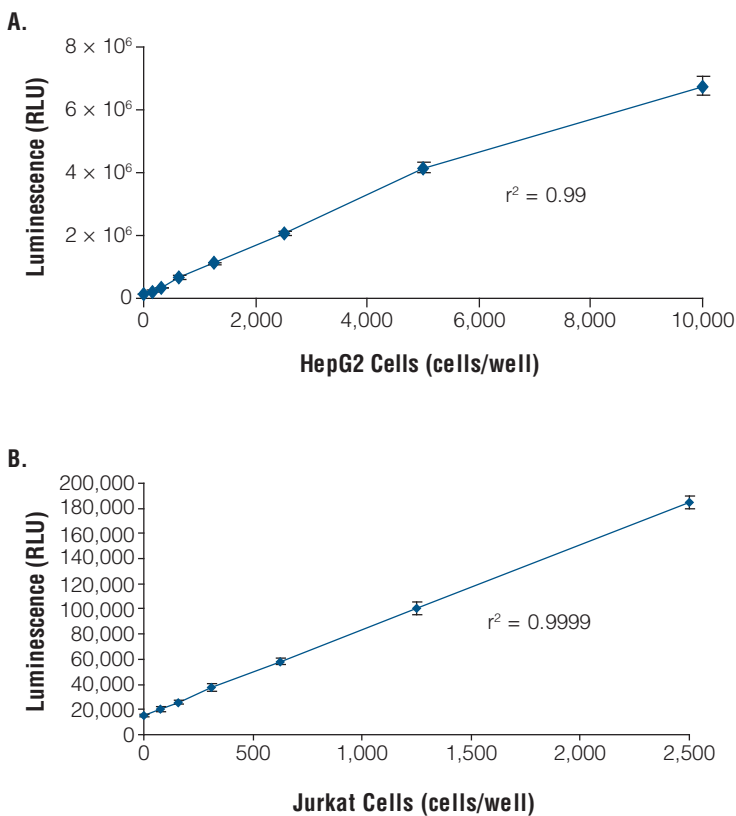 A.
8 × 10⁶
6 × 10⁶
4 × 10⁶
2 × 10⁶
0
Luminescence (RLU)
r² = 0.99
0 2,000 4,000 6,000 8,000 10,000
HepG2 Cells (cells/well)
B.
200,000
180,000
160,000
140,000
120,000
100,000
80,000
60,000
40,000
20,000
0
Luminescence (RLU)
r² = 0.9999
0 500 1,000 1,500 2,000 2,500
Jurkat Cells (cells/well)